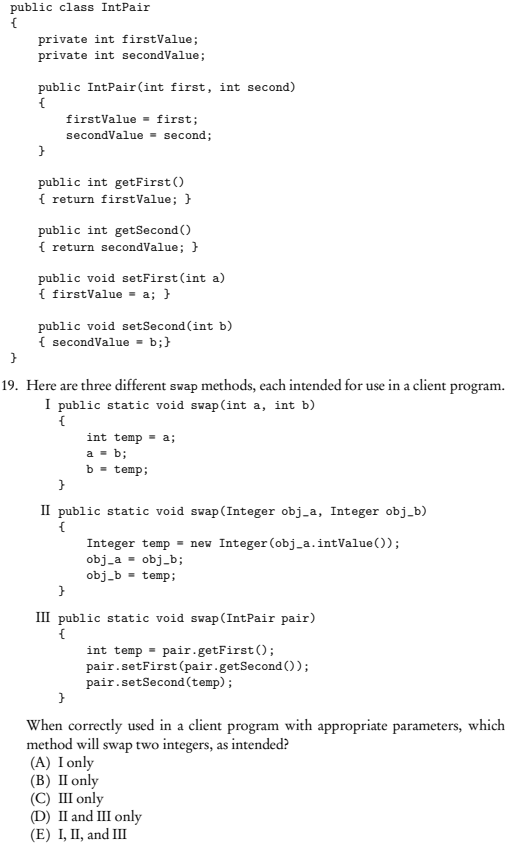 public class IntPair
{
    private int firstValue;
    private int secondValue;

    public IntPair(int first, int second)
    {
        firstValue = first;
        secondValue = second;
    }

    public int getFirst()
    { return firstValue; }

    public int getSecond()
    { return secondValue; }

    public void setFirst(int a)
    { firstValue = a; }

    public void setSecond(int b)
    { secondValue = b;}
}
19. Here are three different swap methods, each intended for use in a client program.
I public static void swap(int a, int b)
    {
        int temp = a;
        a = b;
        b = temp;
    }
II public static void swap(Integer obj_a, Integer obj_b)
    {
        Integer temp = new Integer(obj_a.intValue());
        obj_a = obj_b;
        obj_b = temp;
    }
III public static void swap(IntPair pair)
    {
        int temp = pair.getFirst();
        pair.setFirst(pair.getSecond());
        pair.setSecond(temp);
    }
When correctly used in a client program with appropriate parameters, which
method will swap two integers, as intended?
(A) I only
(B) II only
(C) III only
(D) II and III only
(E) I, II, and III